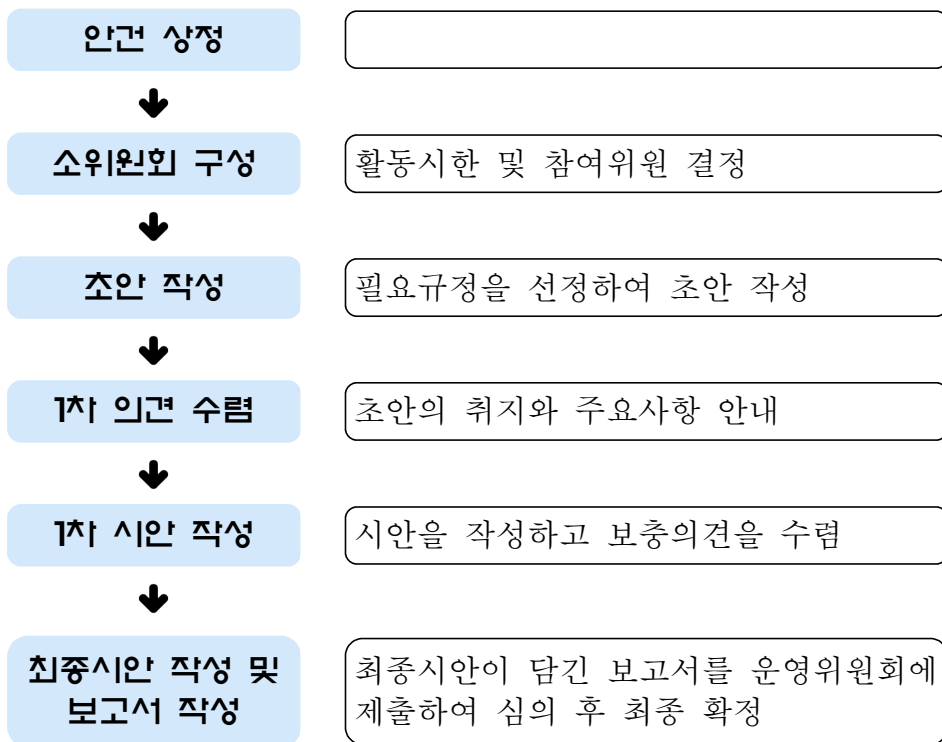 안건 상정
소위원회 구성
활동시한 및 참여위원 결정
초안 작성
필요규정을 선정하여 초안 작성
1차 의견 수렴
초안의 취지와 주요사항 안내
1차 시안 작성
시안을 작성하고 보충의견을 수렴
최종시안 작성 및
보고서 작성
최종시안이 담긴 보고서를 운영위원회에
제출하여 심의 후 최종 확정